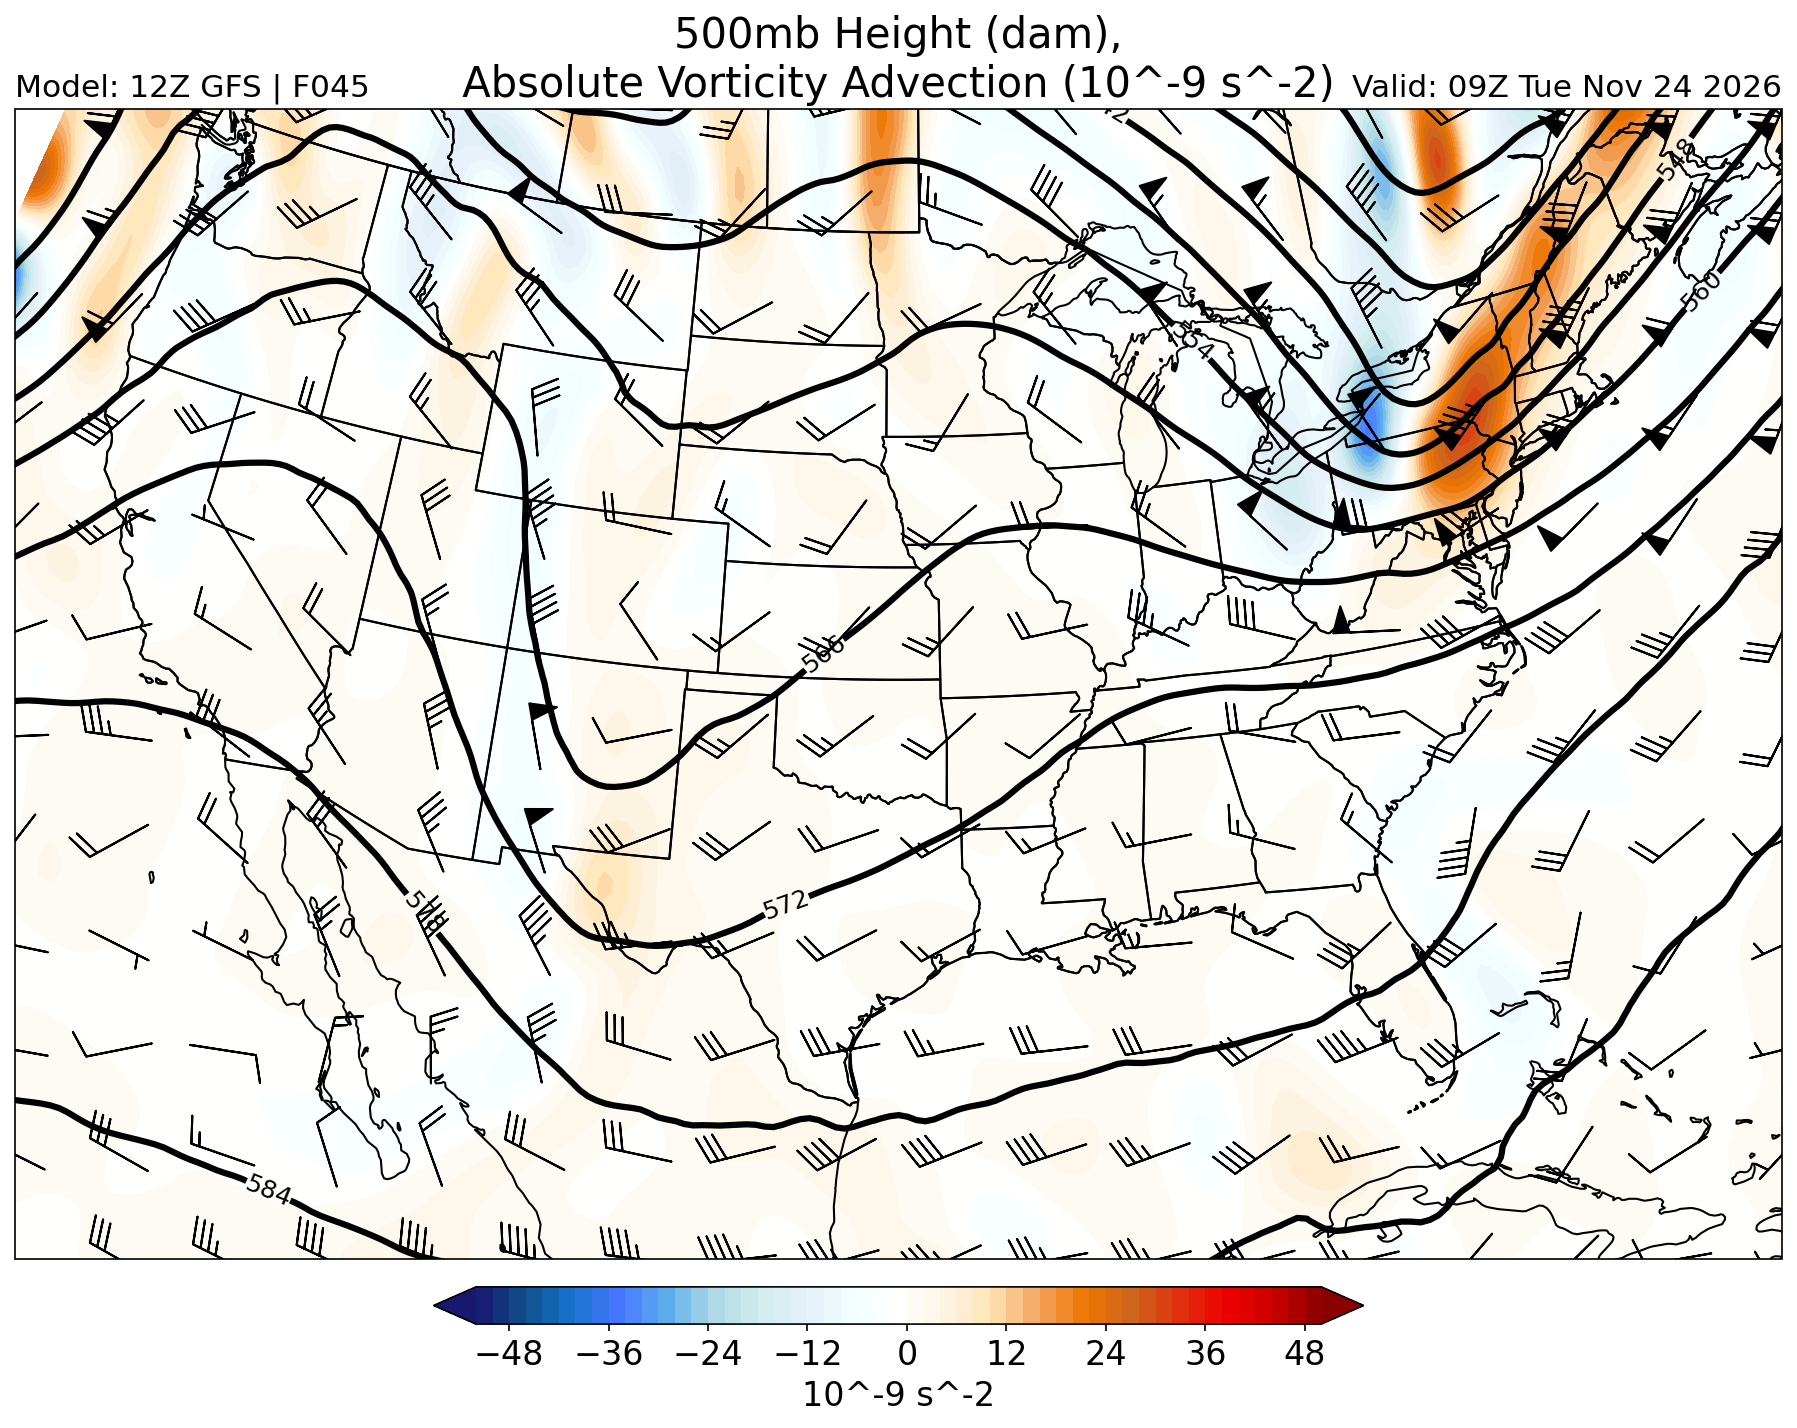 500mb Height (dam),
Model: 12Z GFS | F045
Absolute Vorticity Advection (10^-9 s^-2)
Valid: 09Z Tue Nov 24 2026
548
560
554
566
572
578
584
−48 −36 −24 −12 0 12 24 36 48
10^-9 s^-2